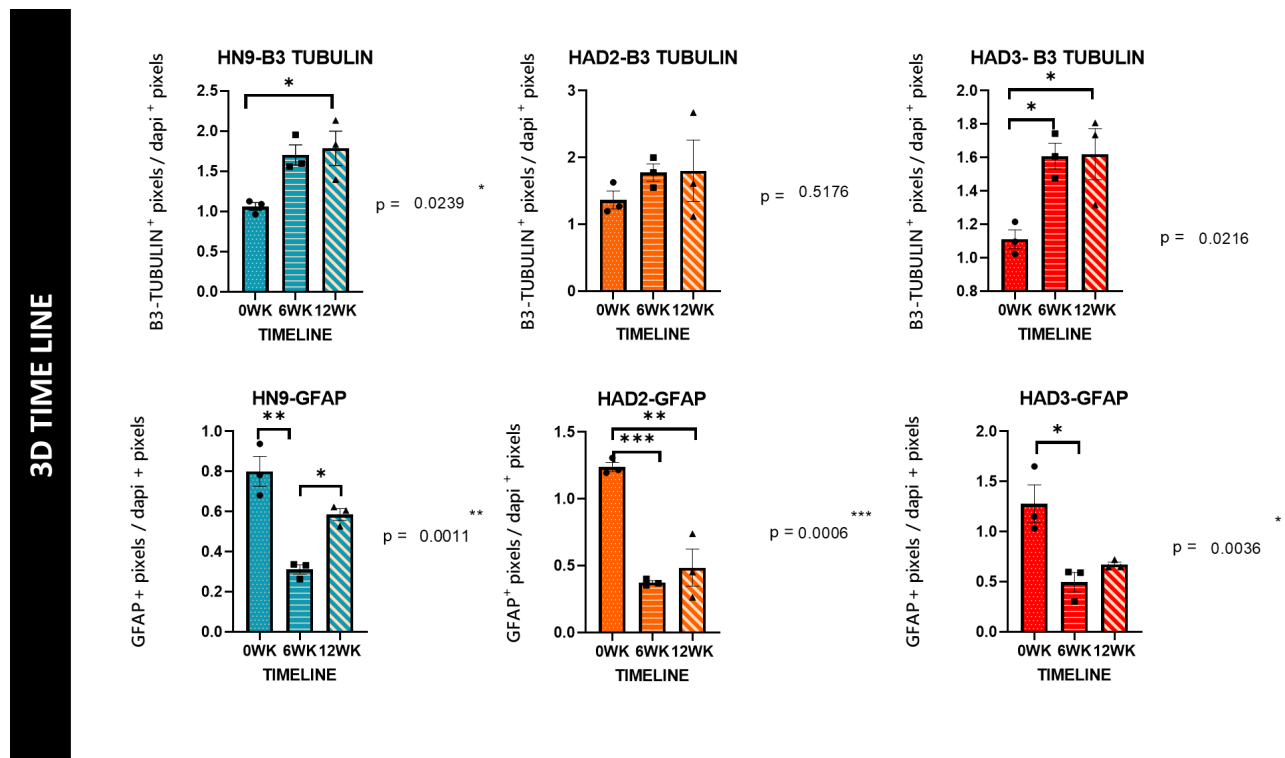 3D TIME LINE
HN9-B3 TUBULIN
B3-TUBULIN + pixels / dapi + pixels
*
2.5
2.0
1.5
1.0
0.5
0.0
0WK 6WK 12WK
TIMELINE
p = 0.0239 *
HAD2-B3 TUBULIN
B3-TUBULIN + pixels / dapi + pixels
3
2
1
0
0WK 6WK 12WK
TIMELINE
p = 0.5176
HAD3- B3 TUBULIN
B3-TUBULIN + pixels / dapi + pixels
*
*
2.0
1.8
1.6
1.4
1.2
1.0
0.8
0WK 6WK 12WK
TIMELINE
p = 0.0216
HN9-GFAP
GFAP + pixels / dapi + pixels
**
*
1.0
0.8
0.6
0.4
0.2
0.0
0WK 6WK 12WK
TIMELINE
p = 0.0011 **
HAD2-GFAP
GFAP + pixels / dapi + pixels
**
***
1.5
1.0
0.5
0.0
0WK 6WK 12WK
TIMELINE
p = 0.0006 ***
HAD3-GFAP
GFAP + pixels / dapi + pixels
*
2.0
1.5
1.0
0.5
0.0
0WK 6WK 12WK
TIMELINE
p = 0.0036 *